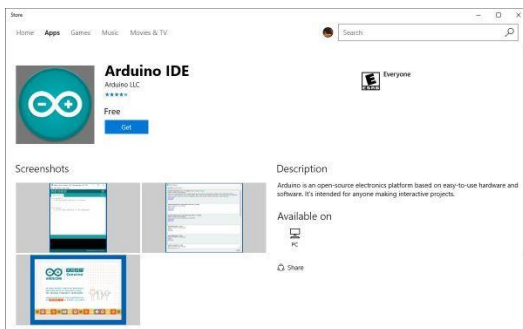 Store
Home Apps Games Music Movies & TV
Search
Arduino IDE
Arduino LLC
Free
Get
E
Everyone
Screenshots
Description
Arduino is an open-source electronics platform based on easy-to-use hardware and
software. It's intended for anyone making interactive projects.
Available on
PC
Share